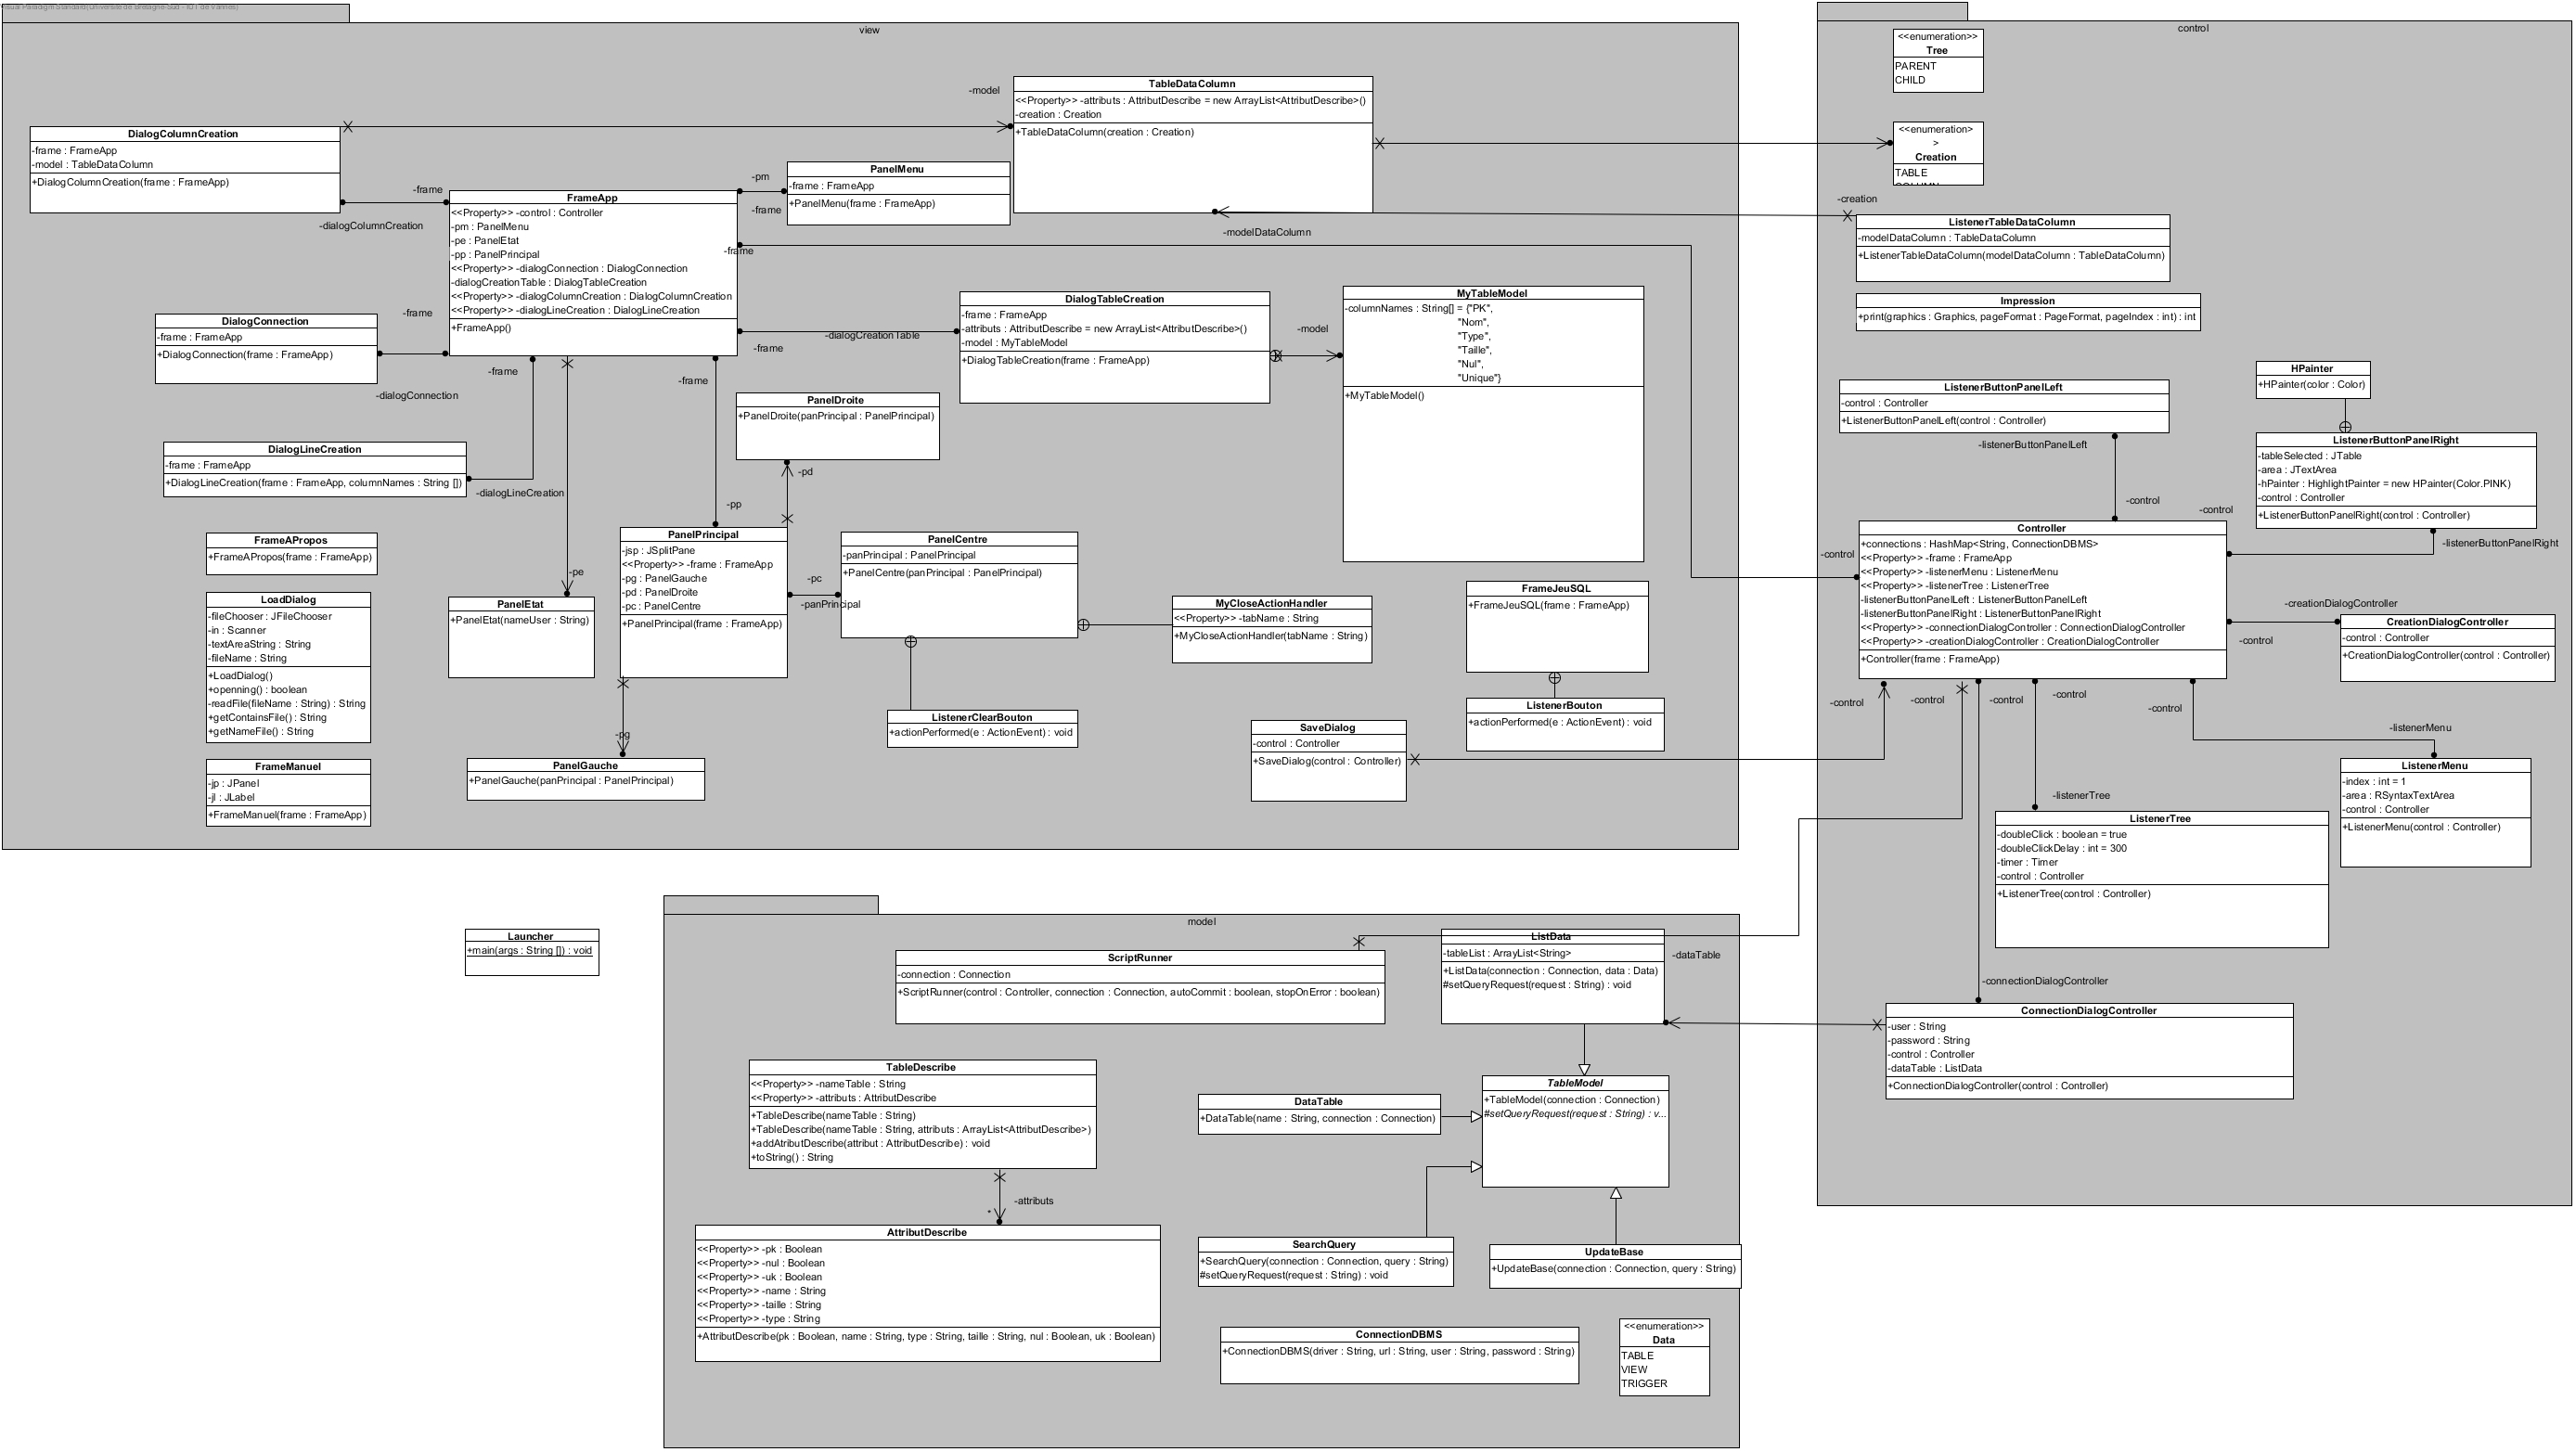 Visual Paradigm Standard(Université de Bretagne-Sud - IUT de Vannes)
view
TableDataColumn
<<Property>> -attributs : AttributDescribe = new ArrayList<AttributDescribe>()
-creation : Creation
+TableDataColumn(creation : Creation)
-model
DialogColumnCreation
-frame : FrameApp
-model : TableDataColumn
+DialogColumnCreation(frame : FrameApp)
-frame
-dialogColumnCreation
PanelMenu
-frame : FrameApp
+PanelMenu(frame : FrameApp)
-pm
-frame
FrameApp
<<Property>> -control : Controller
-pm : PanelMenu
-pe : PanelEtat
-pp : PanelPrincipal
<<Property>> -dialogConnection : DialogConnection
-dialogCreationTable : DialogTableCreation
<<Property>> -dialogColumnCreation : DialogColumnCreation
<<Property>> -dialogLineCreation : DialogLineCreation
+FrameApp()
-frame
-modelDataColumn
DialogConnection
-frame : FrameApp
+DialogConnection(frame : FrameApp)
-frame
-dialogConnection
DialogTableCreation
-frame : FrameApp
-attributs : AttributDescribe = new ArrayList<AttributDescribe>()
-model : MyTableModel
+DialogTableCreation(frame : FrameApp)
-dialogCreationTable
-frame
-model
MyTableModel
-columnNames : String[] = {"PK",
"Nom",
"Type",
"Taille",
"Nul",
"Unique"}
+MyTableModel()
-frame
-frame
PanelDroite
+PanelDroite(panPrincipal : PanelPrincipal)
-pd
DialogLineCreation
-frame : FrameApp
+DialogLineCreation(frame : FrameApp, columnNames : String [])
-dialogLineCreation
-pp
PanelPrincipal
-jsp : JSplitPane
<<Property>> -frame : FrameApp
-pg : PanelGauche
-pd : PanelDroite
-pc : PanelCentre
+PanelPrincipal(frame : FrameApp)
-pc
-panPrincipal
PanelCentre
-panPrincipal : PanelPrincipal
+PanelCentre(panPrincipal : PanelPrincipal)
FrameAPropos
+FrameAPropos(frame : FrameApp)
-pe
PanelEtat
+PanelEtat(nameUser : String)
LoadDialog
-fileChooser : JFileChooser
-in : Scanner
-textAreaString : String
-fileName : String
+LoadDialog()
+openning() : boolean
-readFile(fileName : String) : String
+getContainsFile() : String
+getNameFile() : String
MyCloseActionHandler
<<Property>> -tabName : String
+MyCloseActionHandler(tabName : String)
FrameJeuSQL
+FrameJeuSQL(frame : FrameApp)
ListenerBouton
+actionPerformed(e : ActionEvent) : void
ListenerClearBouton
+actionPerformed(e : ActionEvent) : void
SaveDialog
-control : Controller
+SaveDialog(control : Controller)
-pg
PanelGauche
+PanelGauche(panPrincipal : PanelPrincipal)
FrameManuel
-jp : JPanel
-jl : JLabel
+FrameManuel(frame : FrameApp)
control
<<enumeration>>
Tree
PARENT
CHILD
<<enumeration>
>
Creation
TABLE
-creation
ListenerTableDataColumn
-modelDataColumn : TableDataColumn
+ListenerTableDataColumn(modelDataColumn : TableDataColumn)
Impression
+print(graphics : Graphics, pageFormat : PageFormat, pageIndex : int) : int
HPainter
+HPainter(color : Color)
ListenerButtonPanelLeft
-control : Controller
+ListenerButtonPanelLeft(control : Controller)
-listenerButtonPanelLeft
ListenerButtonPanelRight
-tableSelected : JTable
-area : JTextArea
-hPainter : HighlightPainter = new HPainter(Color.PINK)
-control : Controller
+ListenerButtonPanelRight(control : Controller)
-control
-control
-listenerButtonPanelRight
-control
Controller
+connections : HashMap<String, ConnectionDBMS>
<<Property>> -frame : FrameApp
<<Property>> -listenerMenu : ListenerMenu
<<Property>> -listenerTree : ListenerTree
-listenerButtonPanelLeft : ListenerButtonPanelLeft
-listenerButtonPanelRight : ListenerButtonPanelRight
<<Property>> -connectionDialogController : ConnectionDialogController
<<Property>> -creationDialogController : CreationDialogController
+Controller(frame : FrameApp)
-creationDialogController
-control
CreationDialogController
-control : Controller
+CreationDialogController(control : Controller)
-control
-control
-control
-control
-control
-listenerMenu
ListenerMenu
-index : int = 1
-area : RSyntaxTextArea
-control : Controller
+ListenerMenu(control : Controller)
-listenerTree
ListenerTree
-doubleClick : boolean = true
-doubleClickDelay : int = 300
-timer : Timer
-control : Controller
+ListenerTree(control : Controller)
-connectionDialogController
ConnectionDialogController
-user : String
-password : String
-control : Controller
-dataTable : ListData
+ConnectionDialogController(control : Controller)
Launcher
+main(args : String []) : void
model
ScriptRunner
-connection : Connection
+ScriptRunner(control : Controller, connection : Connection, autoCommit : boolean, stopOnError : boolean)
ListData
-tableList : ArrayList<String>
+ListData(connection : Connection, data : Data)
#setQueryRequest(request : String) : void
-dataTable
TableDescribe
<<Property>> -nameTable : String
<<Property>> -attributs : AttributDescribe
+TableDescribe(nameTable : String)
+TableDescribe(nameTable : String, attributs : ArrayList<AttributDescribe>)
+addAtributDescribe(attribut : AttributDescribe) : void
+toString() : String
-attributs
*
TableModel
+TableModel(connection : Connection)
#setQueryRequest(request : String) : v...
DataTable
+DataTable(name : String, connection : Connection)
AttributDescribe
<<Property>> -pk : Boolean
<<Property>> -nul : Boolean
<<Property>> -uk : Boolean
<<Property>> -name : String
<<Property>> -taille : String
<<Property>> -type : String
+AttributDescribe(pk : Boolean, name : String, type : String, taille : String, nul : Boolean, uk : Boolean)
SearchQuery
+SearchQuery(connection : Connection, query : String)
#setQueryRequest(request : String) : void
UpdateBase
+UpdateBase(connection : Connection, query : String)
ConnectionDBMS
+ConnectionDBMS(driver : String, url : String, user : String, password : String)
<<enumeration>>
Data
TABLE
VIEW
TRIGGER